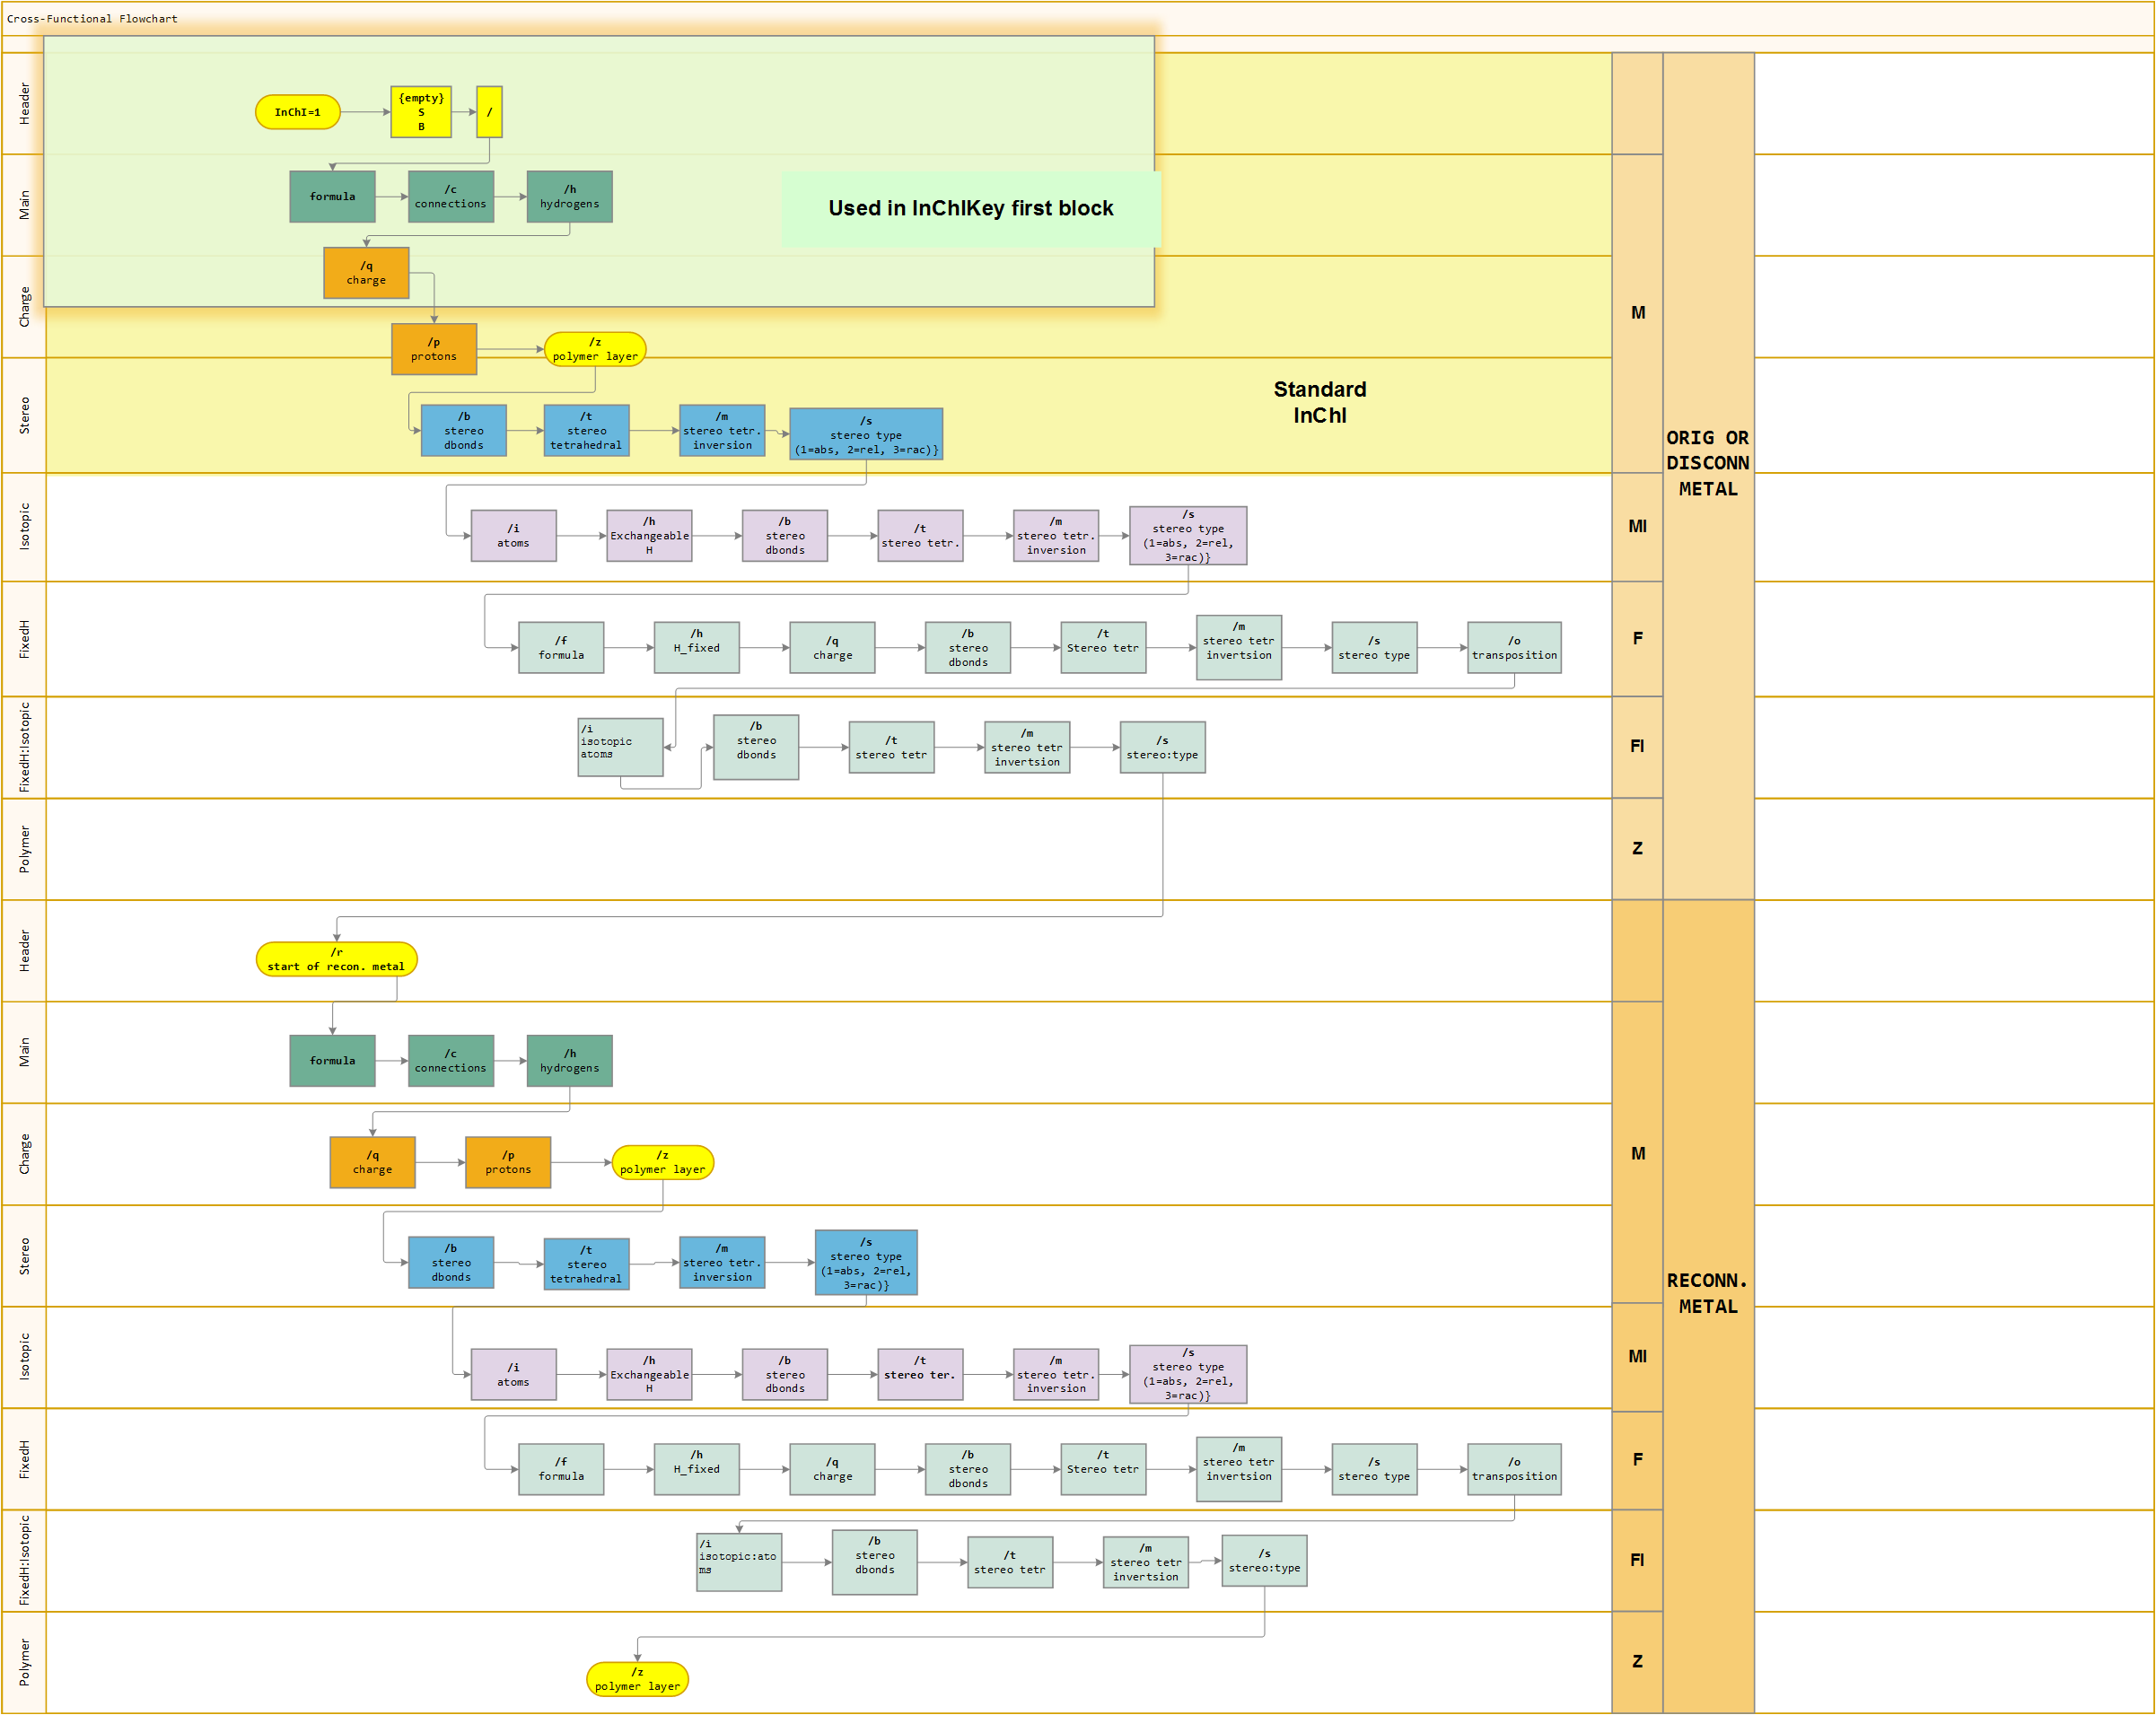 Cross-Functional Flowchart
Header
InChI=1
{empty}
S
B
/
Main
formula
/c
connections
/h
hydrogens
Used in InChIKey first block
Charge
/q
charge
/p
protons
/z
polymer layer
M
Stereo
/b
stereo
dbonds
/t
stereo
tetrahedral
/m
stereo tetr.
inversion
/s
stereo type
(1=abs, 2=rel, 3=rac)}
Standard
InChI
ORIG OR
DISCONN
METAL
Isotopic
/i
atoms
/h
Exchangeable
H
/b
stereo
dbonds
/t
stereo tetr.
/m
stereo tetr.
inversion
/s
stereo type
(1=abs, 2=rel,
3=rac)}
MI
FixedH
/f
formula
/h
H_fixed
/q
charge
/b
stereo
dbonds
/t
Stereo tetr
/m
stereo tetr
invertsion
/s
stereo type
/o
transposition
F
FixedH:Isotopic
/i
isotopic
atoms
/b
stereo
dbonds
/t
stereo tetr
/m
stereo tetr
invertsion
/s
stereo:type
FI
Polymer
Z
Header
/r
start of recon. metal
Main
formula
/c
connections
/h
hydrogens
Charge
/q
charge
/p
protons
/z
polymer layer
M
Stereo
/b
stereo
dbonds
/t
stereo
tetrahedral
/m
stereo tetr.
inversion
/s
stereo type
(1=abs, 2=rel,
3=rac)}
RECONN.
METAL
Isotopic
/i
atoms
/h
Exchangeable
H
/b
stereo
dbonds
/t
stereo ter.
/m
stereo tetr.
inversion
/s
stereo type
(1=abs, 2=rel,
3=rac)}
MI
FixedH
/f
formula
/h
H_fixed
/q
charge
/b
stereo
dbonds
/t
Stereo tetr
/m
stereo tetr
invertsion
/s
stereo type
/o
transposition
F
FixedH:Isotopic
/i
isotopic:ato
ms
/b
stereo
dbonds
/t
stereo tetr
/m
stereo tetr
invertsion
/s
stereo:type
FI
Polymer
/z
polymer layer
Z